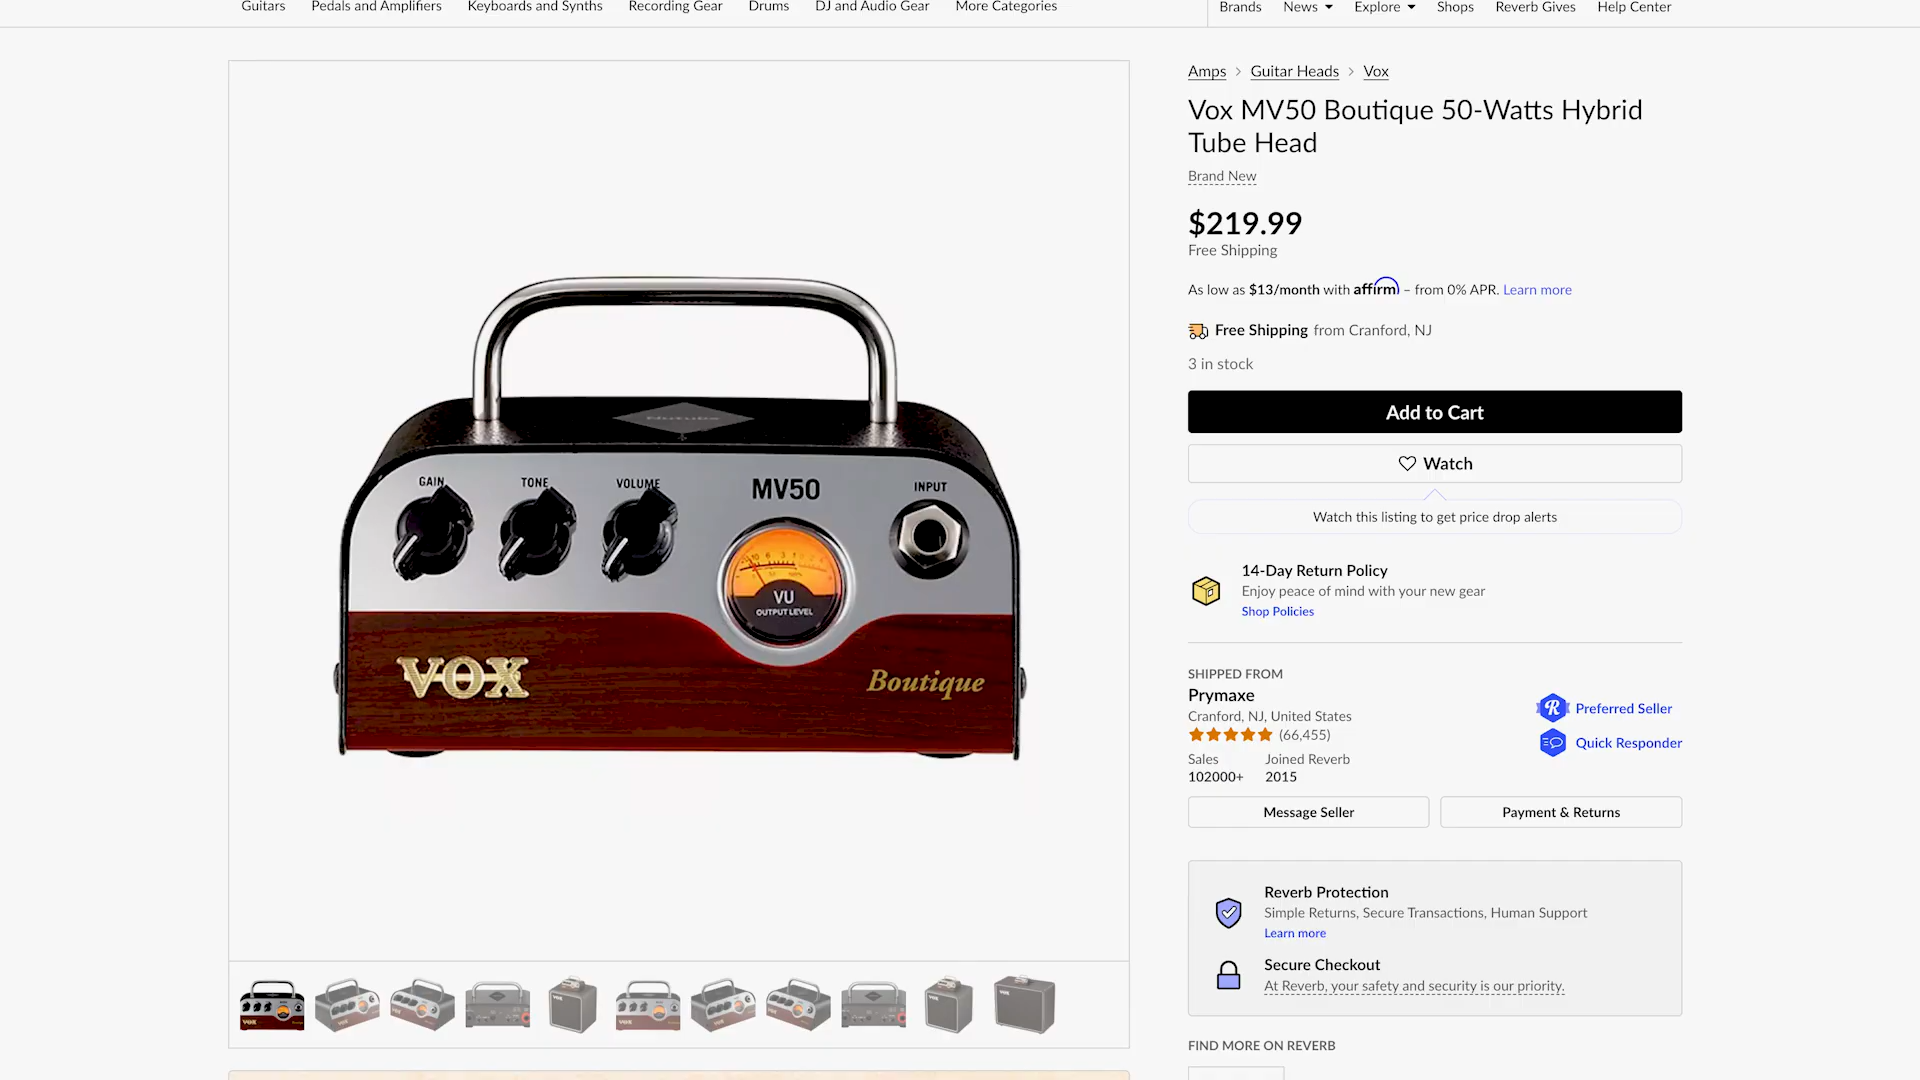 Guitars Pedals and Amplifiers Keyboards and Synths Recording Gear Drums DJ and Audio Gear More Categories Brands News Explore Shops Reverb Gives Help Center
Amps > Guitar Heads > Vox
Vox MV50 Boutique 50-Watts Hybrid
Tube Head
Brand New
$219.99
Free Shipping
As low as $13/month with affirm – from 0% APR. Learn more
Free Shipping from Cranford, NJ
3 in stock
Add to Cart
Watch
Watch this listing to get price drop alerts
14-Day Return Policy
Enjoy peace of mind with your new gear
Shop Policies
SHIPPED FROM
Prymaxe
Cranford, NJ, United States
(66,455)
Sales Joined Reverb
102000+ 2015
Preferred Seller
Quick Responder
Message Seller Payment & Returns
Reverb Protection
Simple Returns, Secure Transactions, Human Support
Learn more
Secure Checkout
At Reverb, your safety and security is our priority.
FIND MORE ON REVERB
Nutube
GAIN TONE VOLUME MV50 INPUT
VU
OUTPUT LEVEL
VOX Boutique